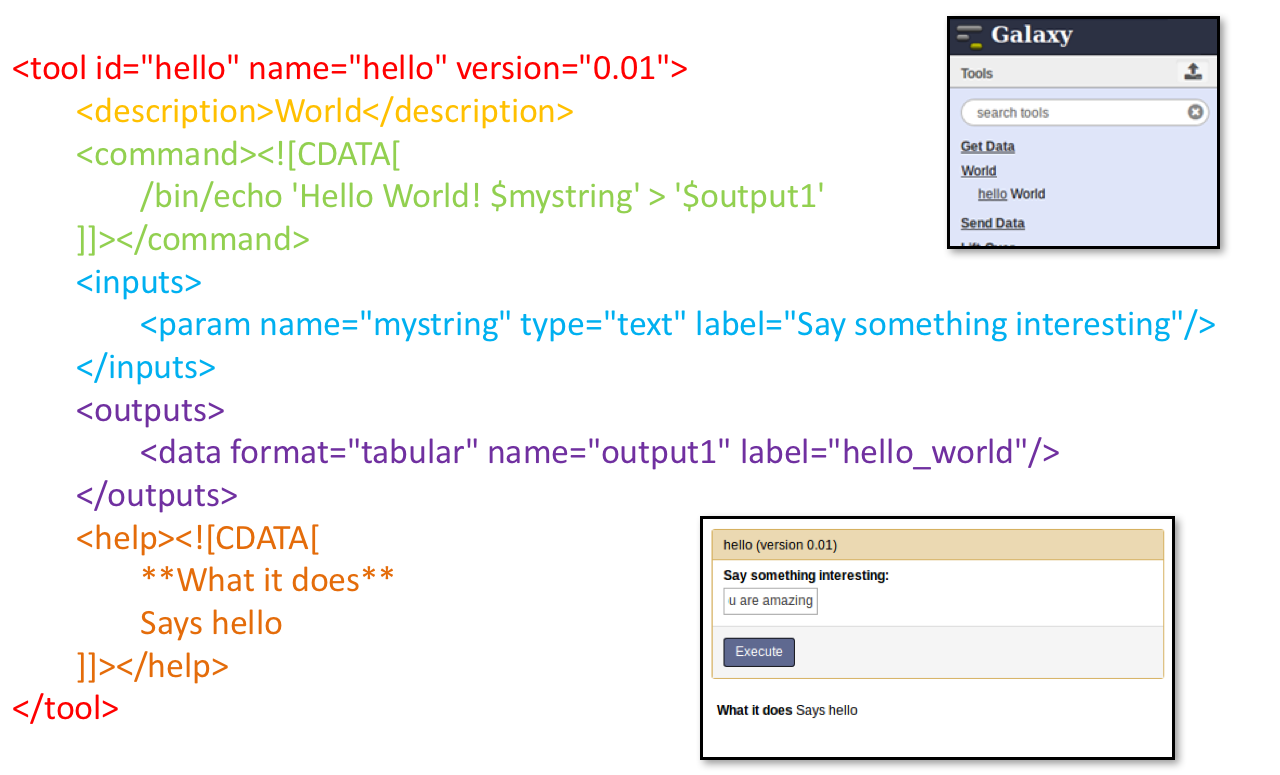 <tool id="hello" name="hello" version="0.01">
<description>World</description>
<command><![CDATA[
/bin/echo 'Hello World! $mystring' > '$output1'
]]></command>
<inputs>
<param name="mystring" type="text" label="Say something interesting"/>
</inputs>
<outputs>
<data format="tabular" name="output1" label="hello_world"/>
</outputs>
<help><![CDATA[
**What it does**
Says hello
]]></help>
</tool>
Galaxy
Tools
search tools
Get Data
World
hello World
Send Data
hello (version 0.01)
Say something interesting:
u are amazing
Execute
What it does Says hello